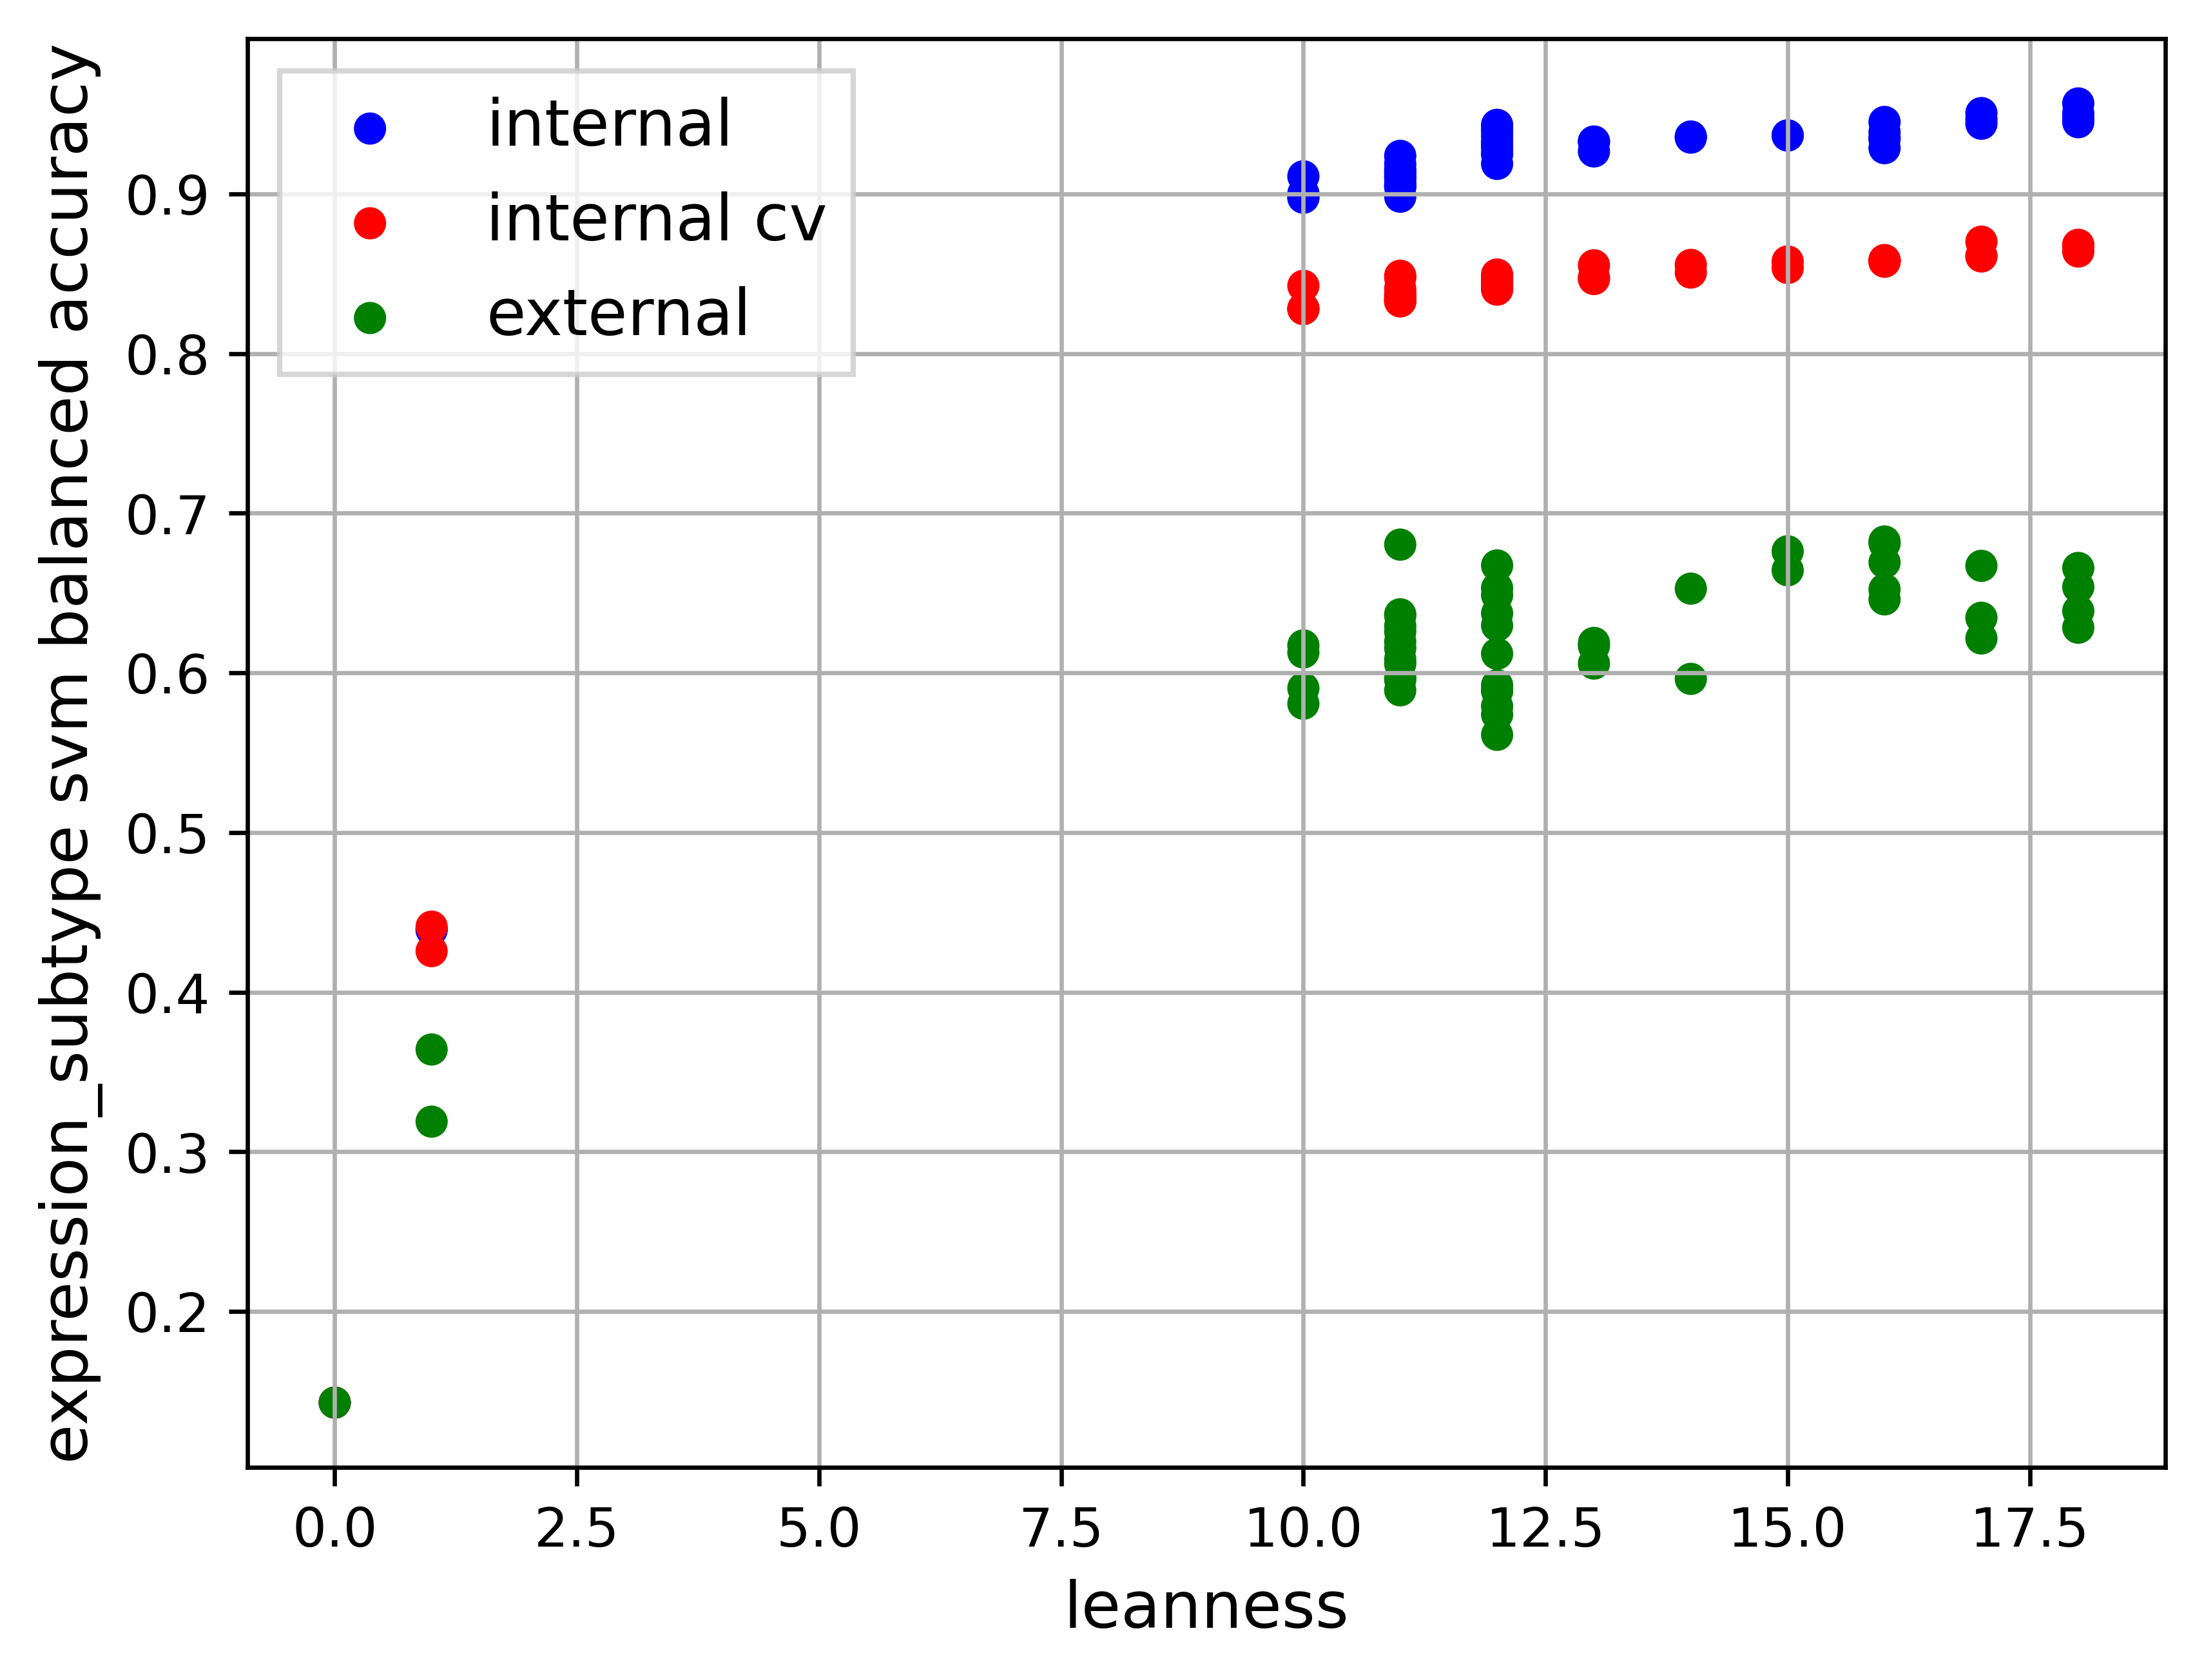 expression_subtype svm balanced accuracy
internal
internal cv
external
0.9
0.8
0.7
0.6
0.5
0.4
0.3
0.2
0.0 2.5 5.0 7.5 10.0 12.5 15.0 17.5
leanness